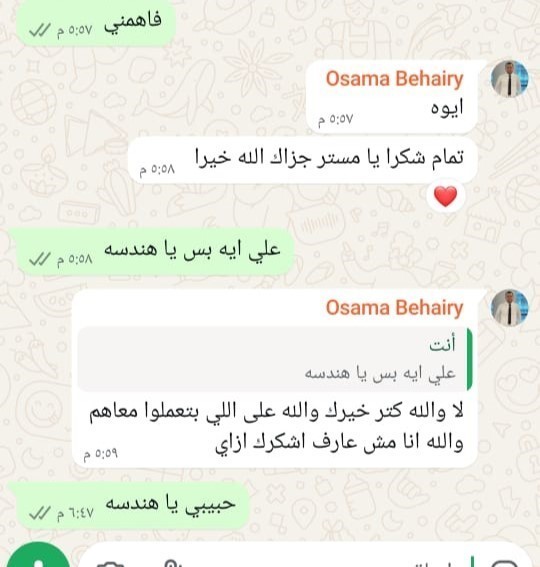 فاهمني
٥:٥٧ م
Osama Behairy
ايوه
٥:٥٧ م
تمام شكرا يا مستر جزاك الله خيرا
٥:٥٨ م
علي ايه بس يا هندسه
٥:٥٨ م
Osama Behairy
أنت
علي ايه بس يا هندسه
لا والله كتر خيرك والله على اللي بتعملوا معاهم
والله انا مش عارف اشكرك ازاي
٥:٥٩ م
حبيبي يا هندسه
٦:٤٧ م